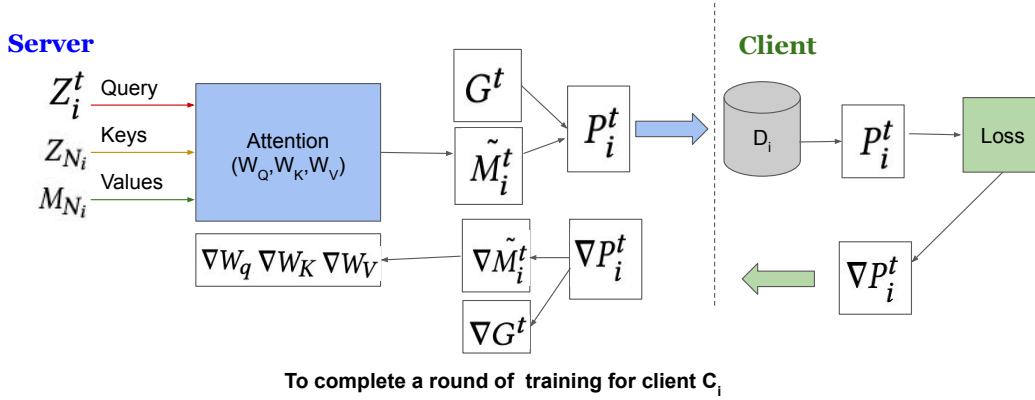 Server
Client
Z_i^t
Query
Z_{N_i}
Keys
M_{N_i}
Values
Attention
(W_Q,W_K,W_V)
G^t
M̃_i^t
P_i^t
D_i
P_i^t
Loss
∇W_q ∇W_K ∇W_V
∇M̃_i^t
∇P_i^t
∇G^t
∇P_i^t
To complete a round of training for client C_i